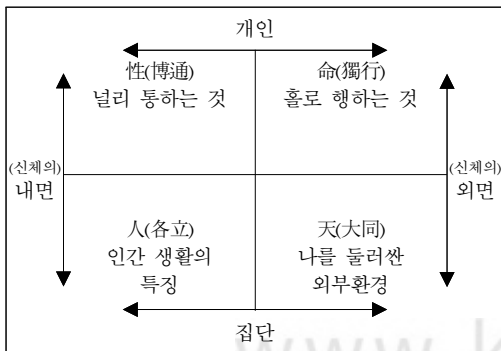 개인
性(博通)
널리 통하는 것
命(獨行)
홀로 행하는 것
(신체의)
내면
(신체의)
외면
人(各立)
인간 생활의
특징
天(大同)
나를 둘러싼
외부환경
집단
www.k